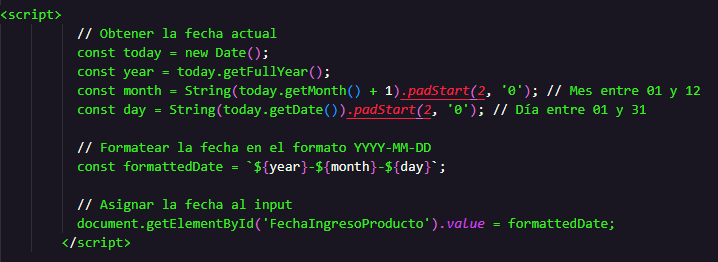 <script>
// Obtener la fecha actual
const today = new Date();
const year = today.getFullYear();
const month = String(today.getMonth() + 1).padStart(2, '0'); // Mes entre 01 y 12
const day = String(today.getDate()).padStart(2, '0'); // Día entre 01 y 31
// Formatear la fecha en el formato YYYY-MM-DD
const formattedDate = `${year}-${month}-${day}`;
// Asignar la fecha al input
document.getElementById('FechaIngresoProducto').value = formattedDate;
</script>